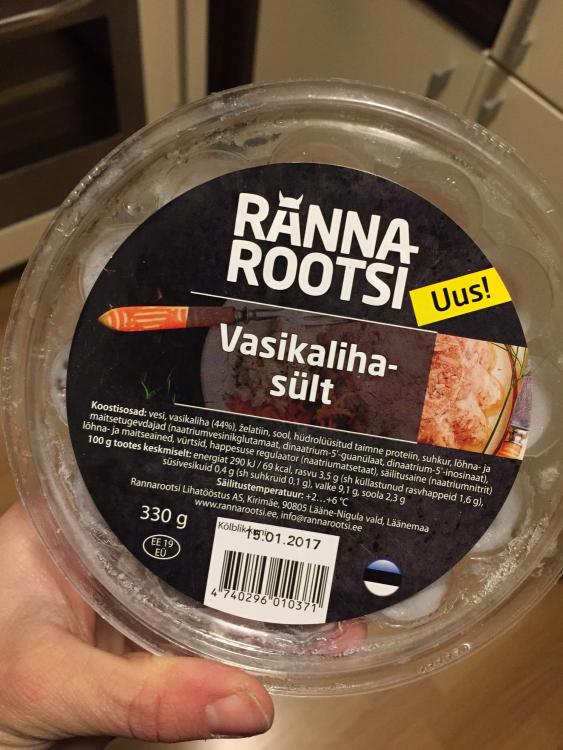 RANNA
ROOTSI
Uus!
Vasikaliha-
sült
Koostisosad: vesi, vasikaliha (44%), želatiin, sool, hüdrolüüsitud taimne proteiin, suhkur, lõhna- ja
maitsetugevdajad (naatriumvesinikglutamaat, dinaatrium-5'-guanülaat, dinaatrium-5'-inosinaat),
lõhna- ja maitseained, vürtsid, happesuse regulaator (naatriumatsetaat), säilitusaine (naatriumnitrit)
100 g tootes keskmiselt: energiat 290 kJ / 69 kcal, rasvu 3,5 g (sh küllastunud rasvhappeid 1,6 g),
süsivesikuid 0,4 g (sh suhkruid 0,1 g), valke 9,1 g, soola 2,3 g
Säilitustemperatuur: +2...+6 °C
Rannarootsi Lihatööstus AS, Kirimäe, 90805 Lääne-Nigula vald, Läänemaa
www.rannarootsi.ee, info@rannarootsi.ee
330 g
EE 19
EÜ
Kõlblik kuni:
15.01.2017
4 740296 010371